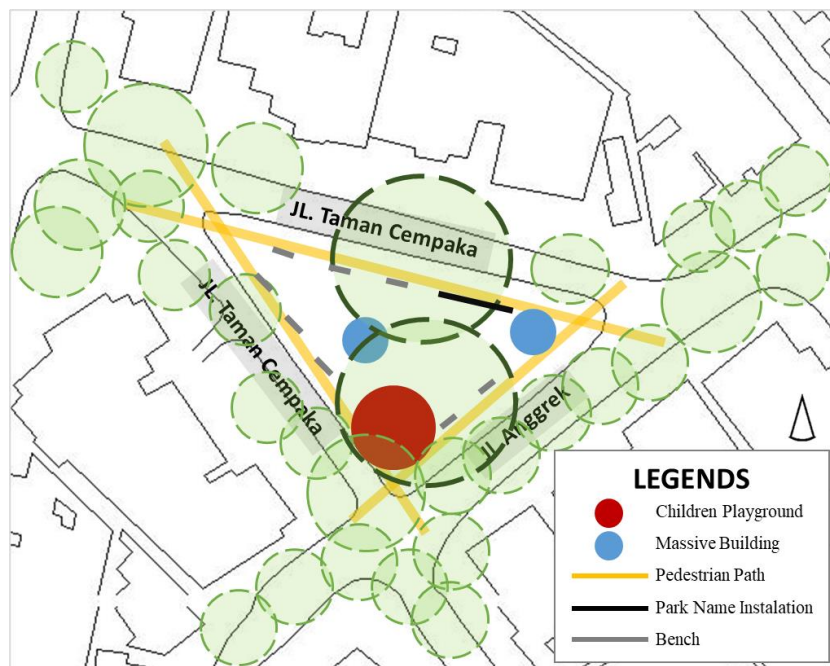 JL. Taman Cempaka
JL. Taman Cempaka
Jl. Anggrek
LEGENDS
Children Playground
Massive Building
Pedestrian Path
Park Name Instalation
Bench